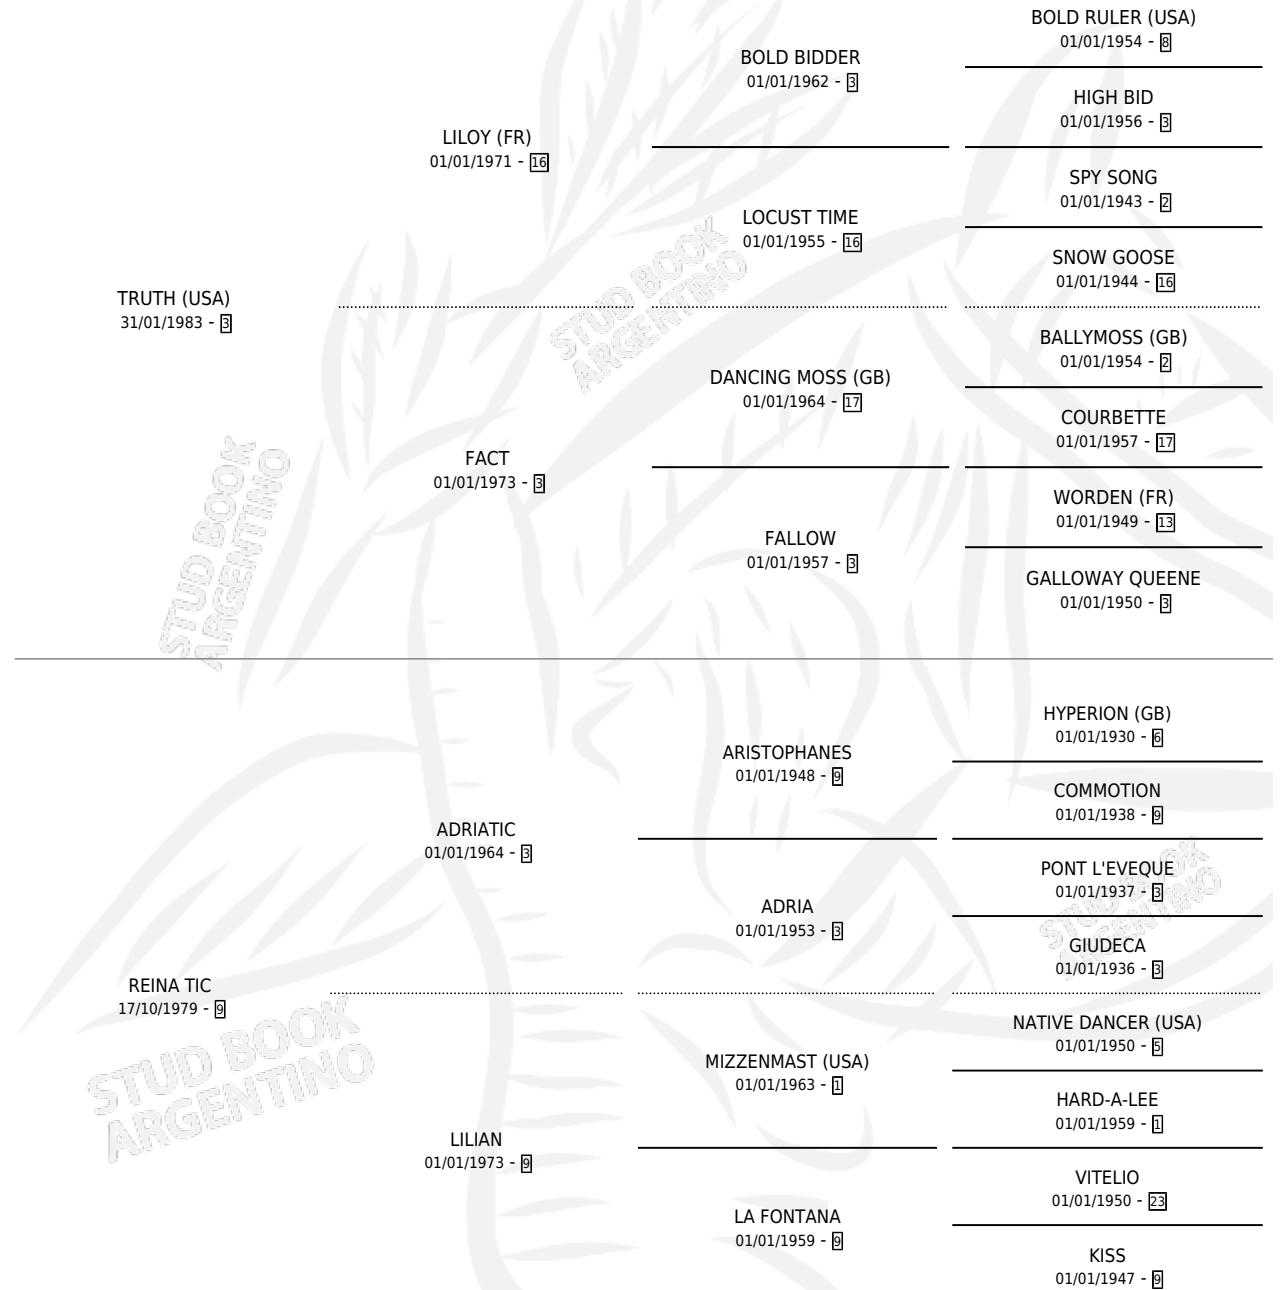 BOLD RULER (USA)
01/01/1954 - 8
BOLD BIDDER
01/01/1962 - 3
HIGH BID
01/01/1956 - 3
LILOY (FR)
01/01/1971 - 16
SPY SONG
01/01/1943 - 2
LOCUST TIME
01/01/1955 - 16
SNOW GOOSE
01/01/1944 - 16
TRUTH (USA)
31/01/1983 - 3
BALLYMOSS (GB)
01/01/1954 - 2
DANCING MOSS (GB)
01/01/1964 - 17
COURBETTE
01/01/1957 - 17
FACT
01/01/1973 - 3
WORDEN (FR)
01/01/1949 - 13
FALLOW
01/01/1957 - 3
GALLOWAY QUEENE
01/01/1950 - 3
HYPERION (GB)
01/01/1930 - 6
ARISTOPHANES
01/01/1948 - 9
COMMOTION
01/01/1938 - 9
ADRIATIC
01/01/1964 - 3
PONT L'EVEQUE
01/01/1937 - 3
ADRIA
01/01/1953 - 3
GIUDECA
01/01/1936 - 3
REINA TIC
17/10/1979 - 9
NATIVE DANCER (USA)
01/01/1950 - 5
MIZZENMAST (USA)
01/01/1963 - 1
HARD-A-LEE
01/01/1959 - 1
LILIAN
01/01/1973 - 9
VITELIO
01/01/1950 - 23
LA FONTANA
01/01/1959 - 9
KISS
01/01/1947 - 9
STUD BOOK
ARGENTINO
STUD BOOK
ARGENTINO
STUD BOOK
ARGENTINO
STUD BOOK
ARGENTINO